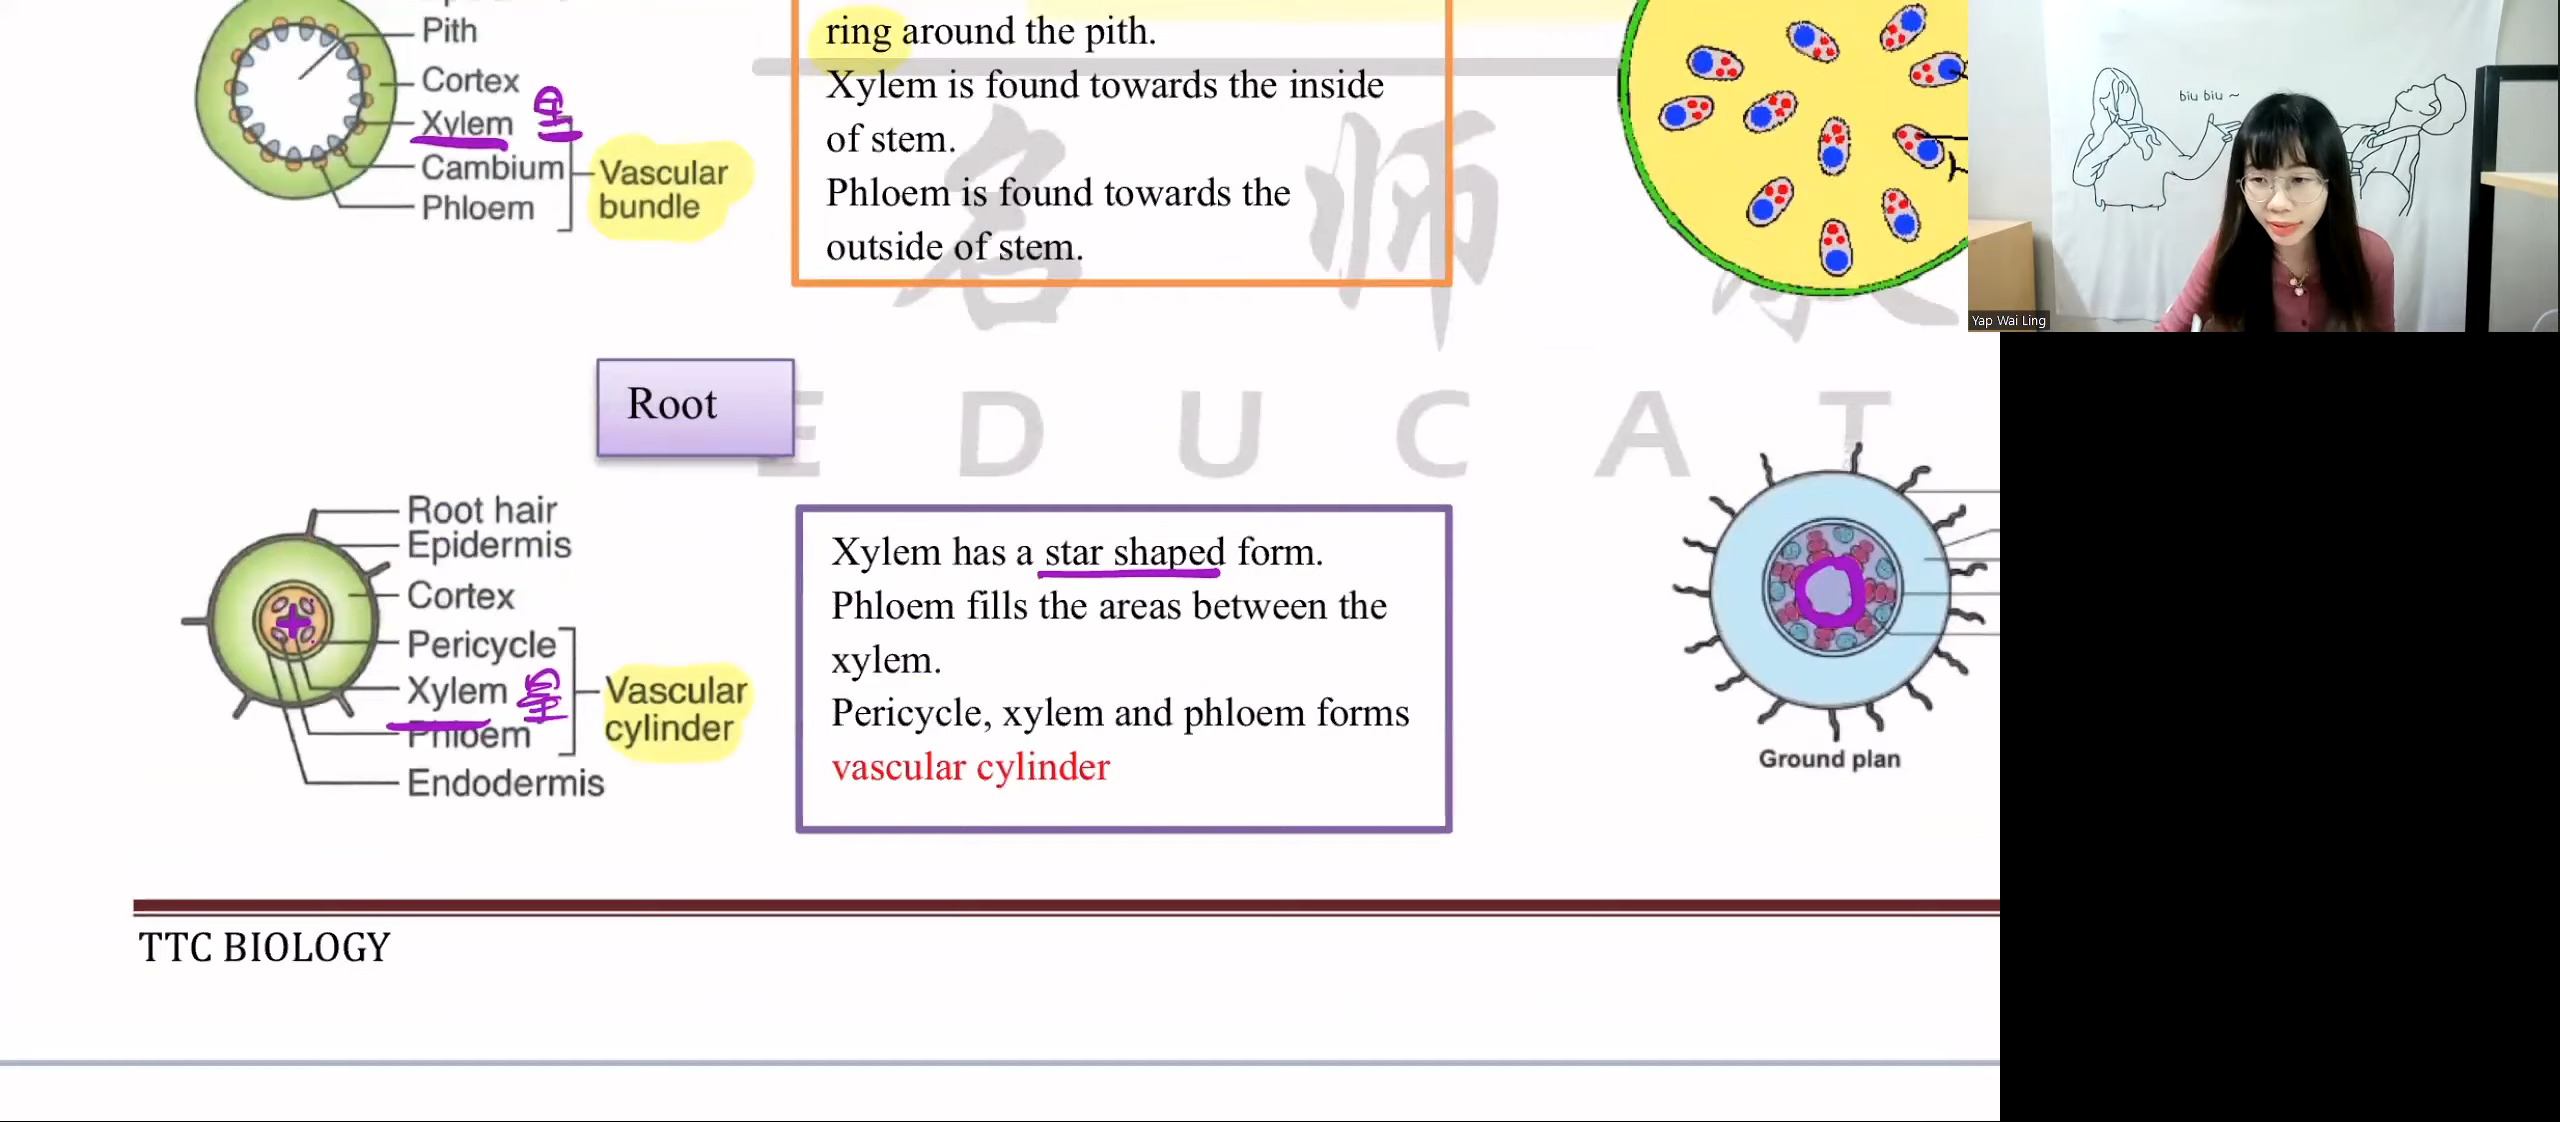 Pith
Cortex
Xylem
Cambium
Phloem
Vascular
bundle
ring around the pith.
Xylem is found towards the inside
of stem.
Phloem is found towards the
outside of stem.
biu biu ~
Yap Wai Ling
名 师
E D U C A T
Root
Root hair
Epidermis
Cortex
Pericycle
Xylem
Phloem
Endodermis
Vascular
cylinder
Xylem has a star shaped form.
Phloem fills the areas between the
xylem.
Pericycle, xylem and phloem forms
vascular cylinder
Ground plan
TTC BIOLOGY